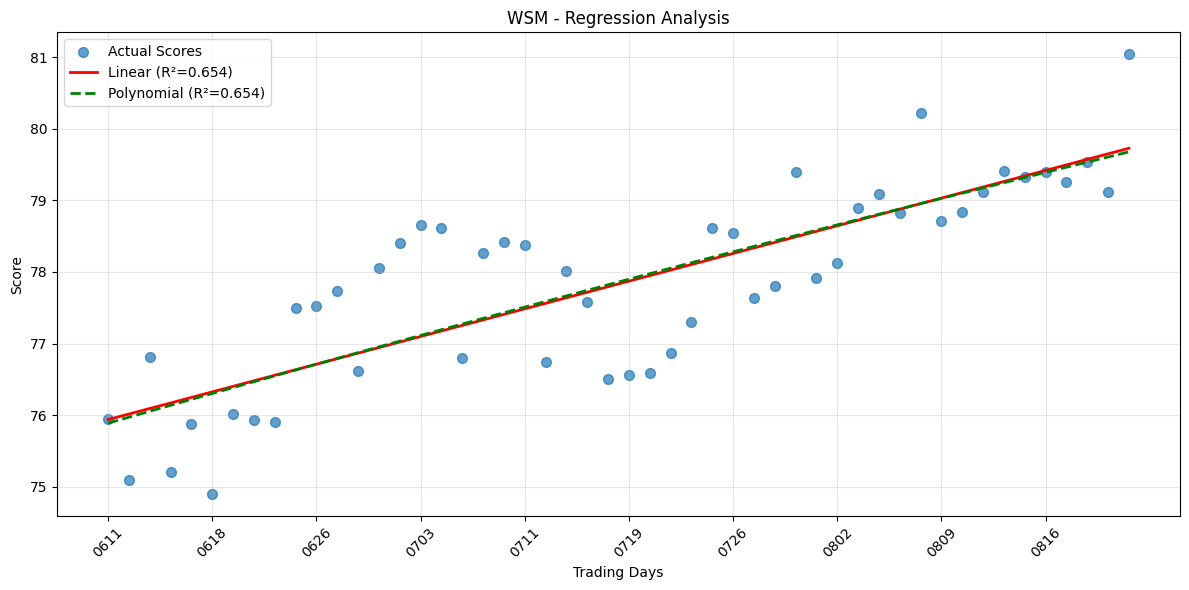 WSM - Regression Analysis
Actual Scores
Linear (R²=0.654)
Polynomial (R²=0.654)
Score
81
80
79
78
77
76
75
0611
0618
0626
0703
0711
0719
0726
0802
0809
0816
Trading Days